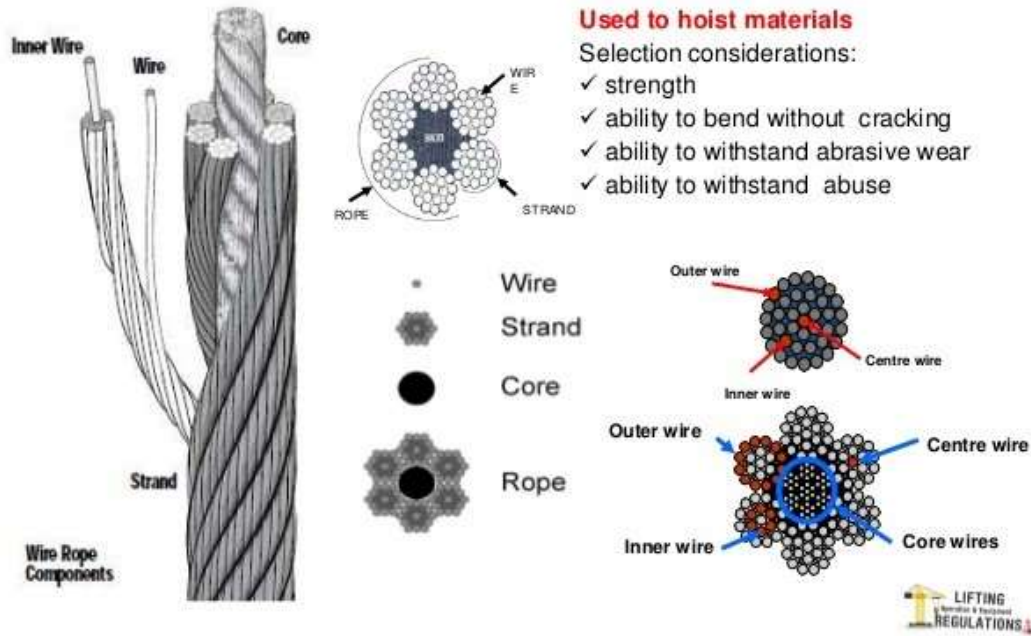 Inner Wire
Wire
Core
Strand
Wire Rope
Components
WIR
E
ROPE
STRAND
Used to hoist materials
Selection considerations:
✓ strength
✓ ability to bend without cracking
✓ ability to withstand abrasive wear
✓ ability to withstand abuse
Wire
Strand
Core
Rope
Outer wire
Centre wire
Inner wire
Outer wire
Centre wire
Inner wire
Core wires
LIFTING
Operation & Equipment
REGULATIONS